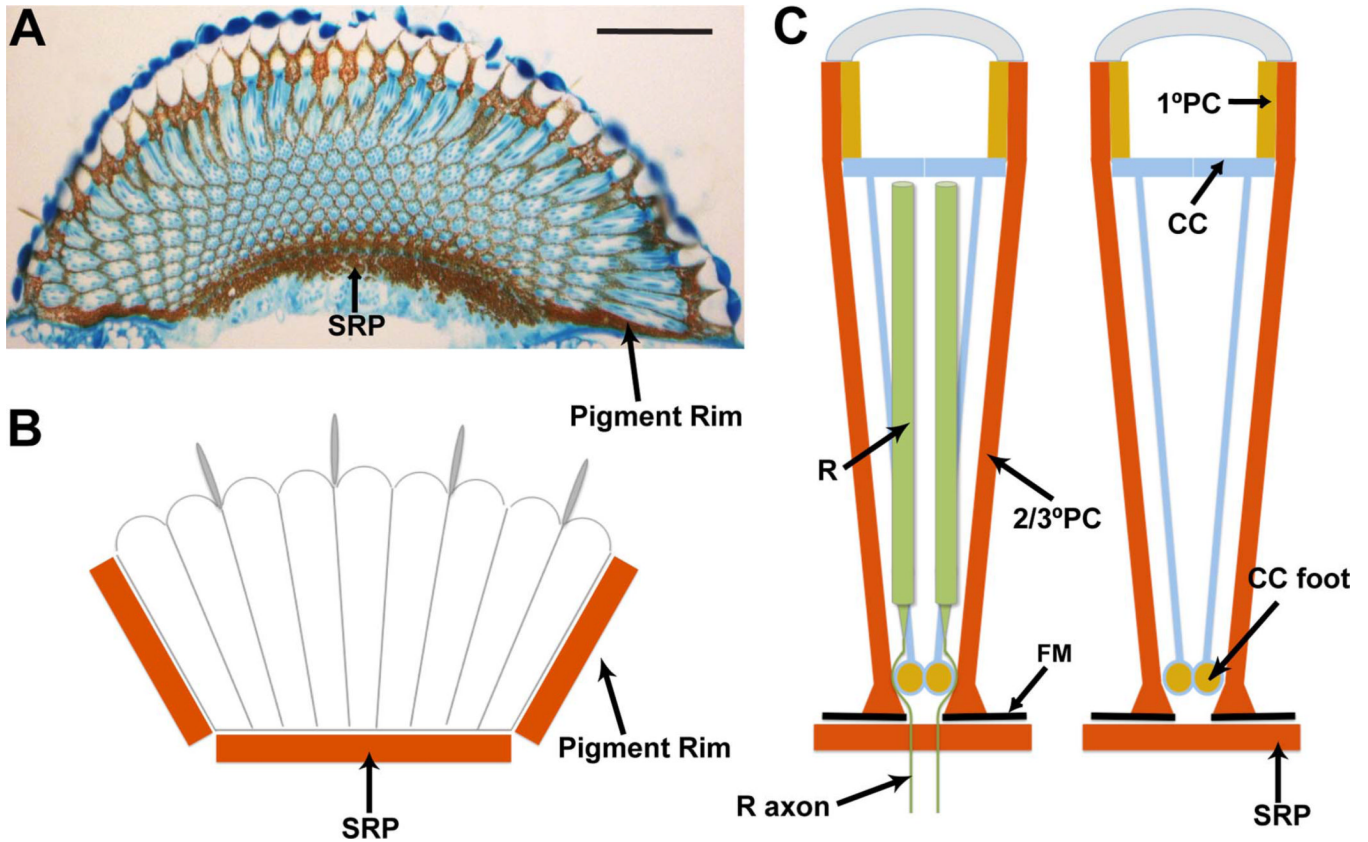 A
SRP
Pigment Rim
B
Pigment Rim
SRP
C
1ºPC
CC
R
2/3ºPC
CC foot
FM
R axon
SRP